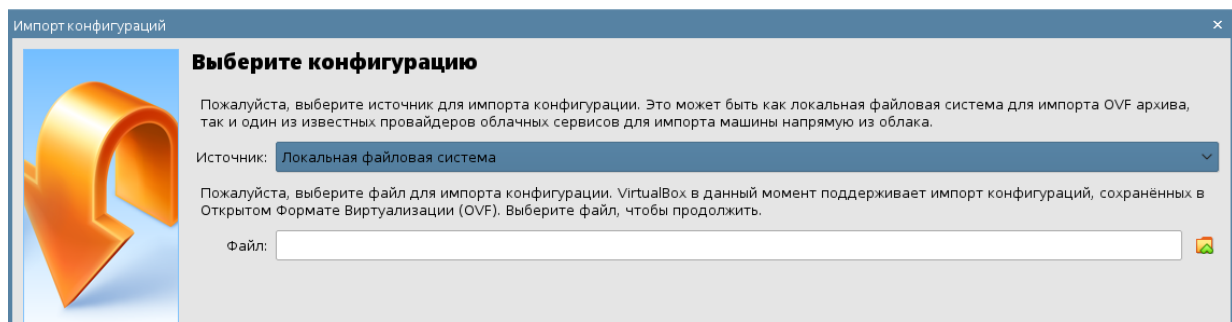 Импорт конфигураций
Выберите конфигурацию
Пожалуйста, выберите источник для импорта конфигурации. Это может быть как локальная файловая система для импорта OVF архива,
так и один из известных провайдеров облачных сервисов для импорта машины напрямую из облака.
Источник: Локальная файловая система
Пожалуйста, выберите файл для импорта конфигурации. VirtualBox в данный момент поддерживает импорт конфигураций, сохранённых в
Открытом Формате Виртуализации (OVF). Выберите файл, чтобы продолжить.
Файл: